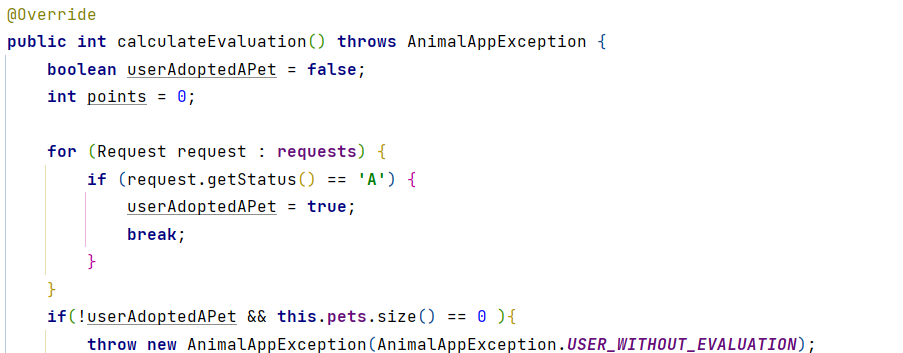 @Override
public int calculateEvaluation() throws AnimalAppException {
    boolean userAdoptedAPet = false;
    int points = 0;

    for (Request request : requests) {
        if (request.getStatus() == 'A') {
            userAdoptedAPet = true;
            break;
        }
    }
    if(!userAdoptedAPet && this.pets.size() == 0 ){
        throw new AnimalAppException(AnimalAppException.USER_WITHOUT_EVALUATION);